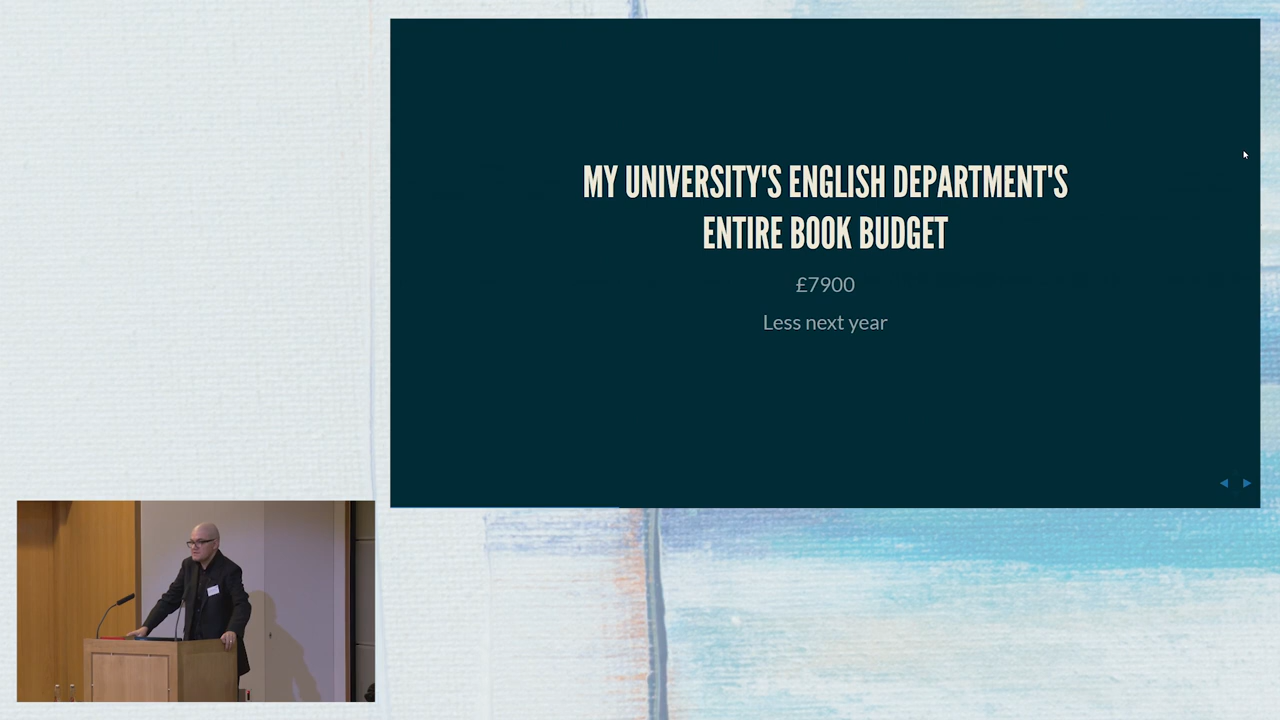 MY UNIVERSITY'S ENGLISH DEPARTMENT'S
ENTIRE BOOK BUDGET
£7900
Less next year